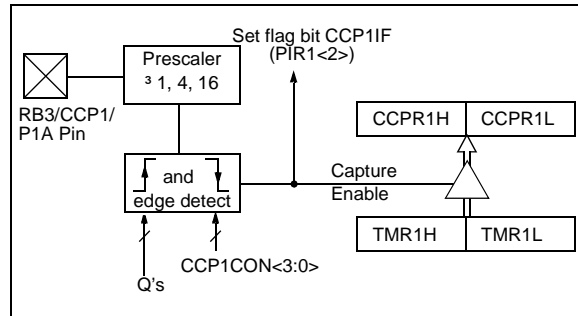 Set flag bit CCP1IF
(PIR1<2>)
Prescaler
³ 1, 4, 16
RB3/CCP1/
P1A Pin
CCPR1H
CCPR1L
and
edge detect
Capture
Enable
TMR1H
TMR1L
CCP1CON<3:0>
Q's